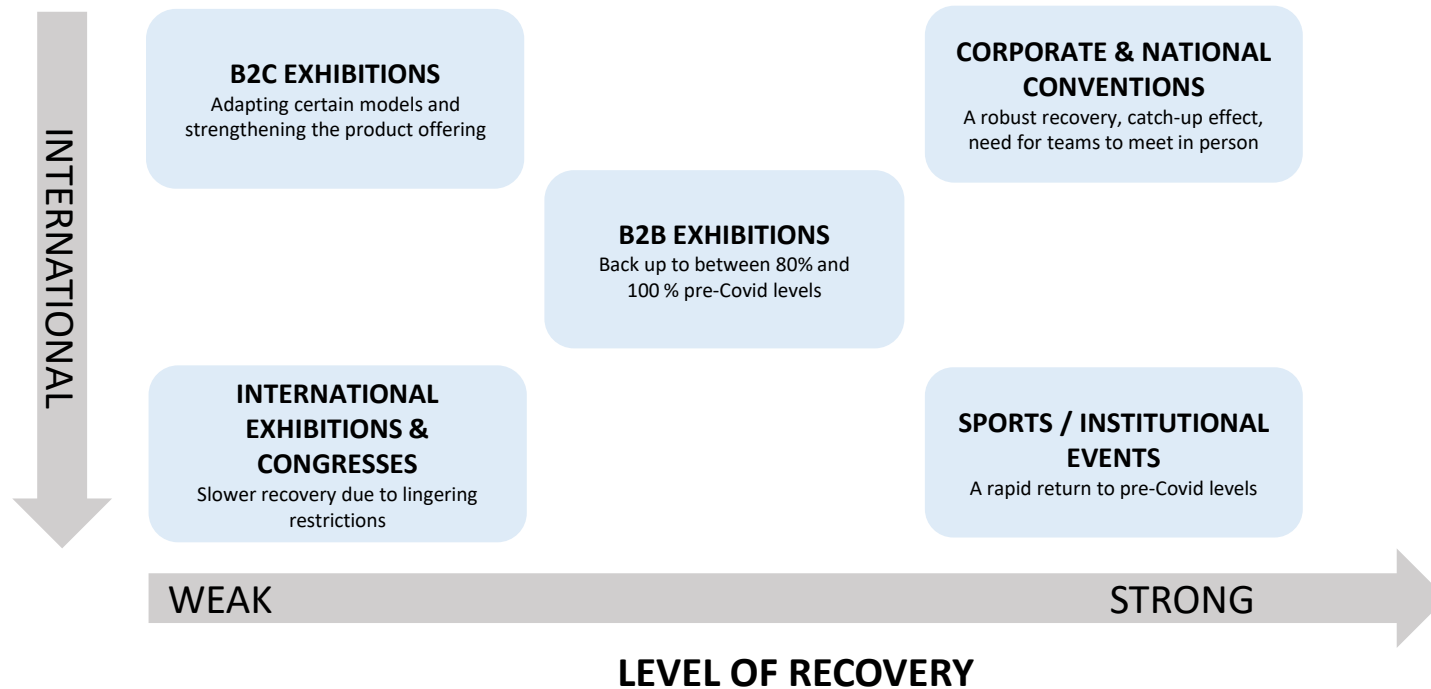 INTERNATIONAL
B2C EXHIBITIONS
Adapting certain models and
strengthening the product offering
CORPORATE & NATIONAL
CONVENTIONS
A robust recovery, catch-up effect,
need for teams to meet in person
B2B EXHIBITIONS
Back up to between 80% and
100 % pre-Covid levels
INTERNATIONAL
EXHIBITIONS &
CONGRESSES
Slower recovery due to lingering
restrictions
SPORTS / INSTITUTIONAL
EVENTS
A rapid return to pre-Covid levels
WEAK
STRONG
LEVEL OF RECOVERY